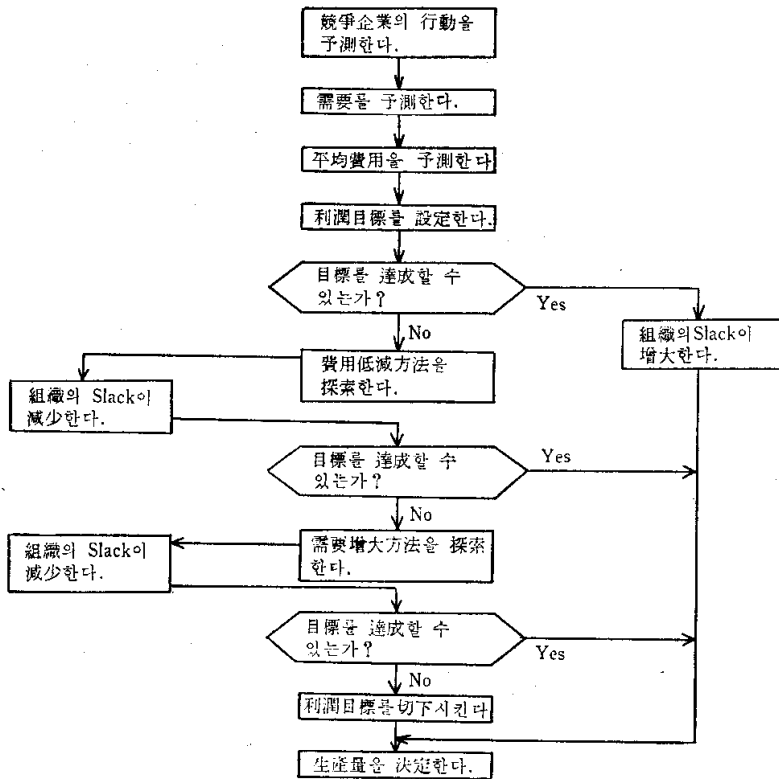 競爭企業의 行動을
予測한다.
需要를 予測한다.
平均費用을 予測한다
利潤目標를 設定한다.
目標를 達成할 수
있는가?
Yes
No
組織의Slack이
增大한다.
費用低減方法을
探索한다.
組織의 Slack이
減少한다.
目標를 達成할 수
있는가?
Yes
No
需要增大方法을 探索
한다.
組織의 Slack이
減少한다.
目標를 達成할 수
있는가?
Yes
No
利潤目標를切下시킨다
生産量을 決定한다.